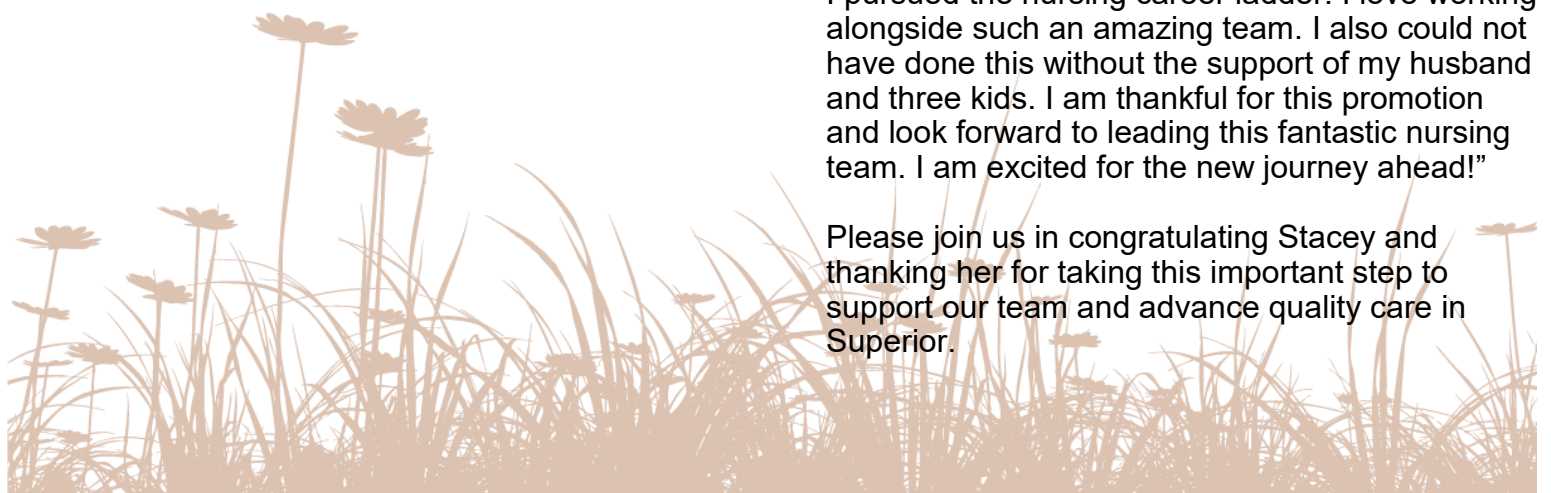 I pursued the nursing career ladder. I love working
alongside such an amazing team. I also could not
have done this without the support of my husband
and three kids. I am thankful for this promotion
and look forward to leading this fantastic nursing
team. I am excited for the new journey ahead!”
Please join us in congratulating Stacey and
thanking her for taking this important step to
support our team and advance quality care in
Superior.